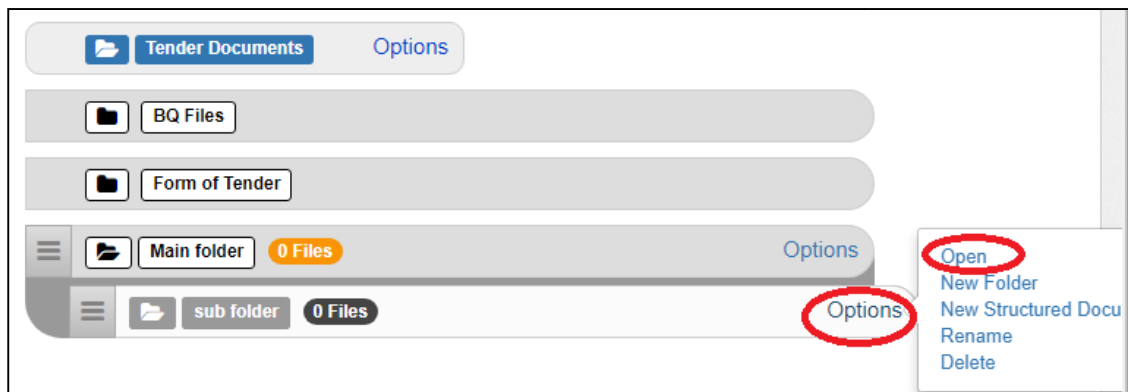 Tender Documents Options
BQ Files
Form of Tender
Main folder 0 Files Options
sub folder 0 Files Options
Open
New Folder
New Structured Docu
Rename
Delete